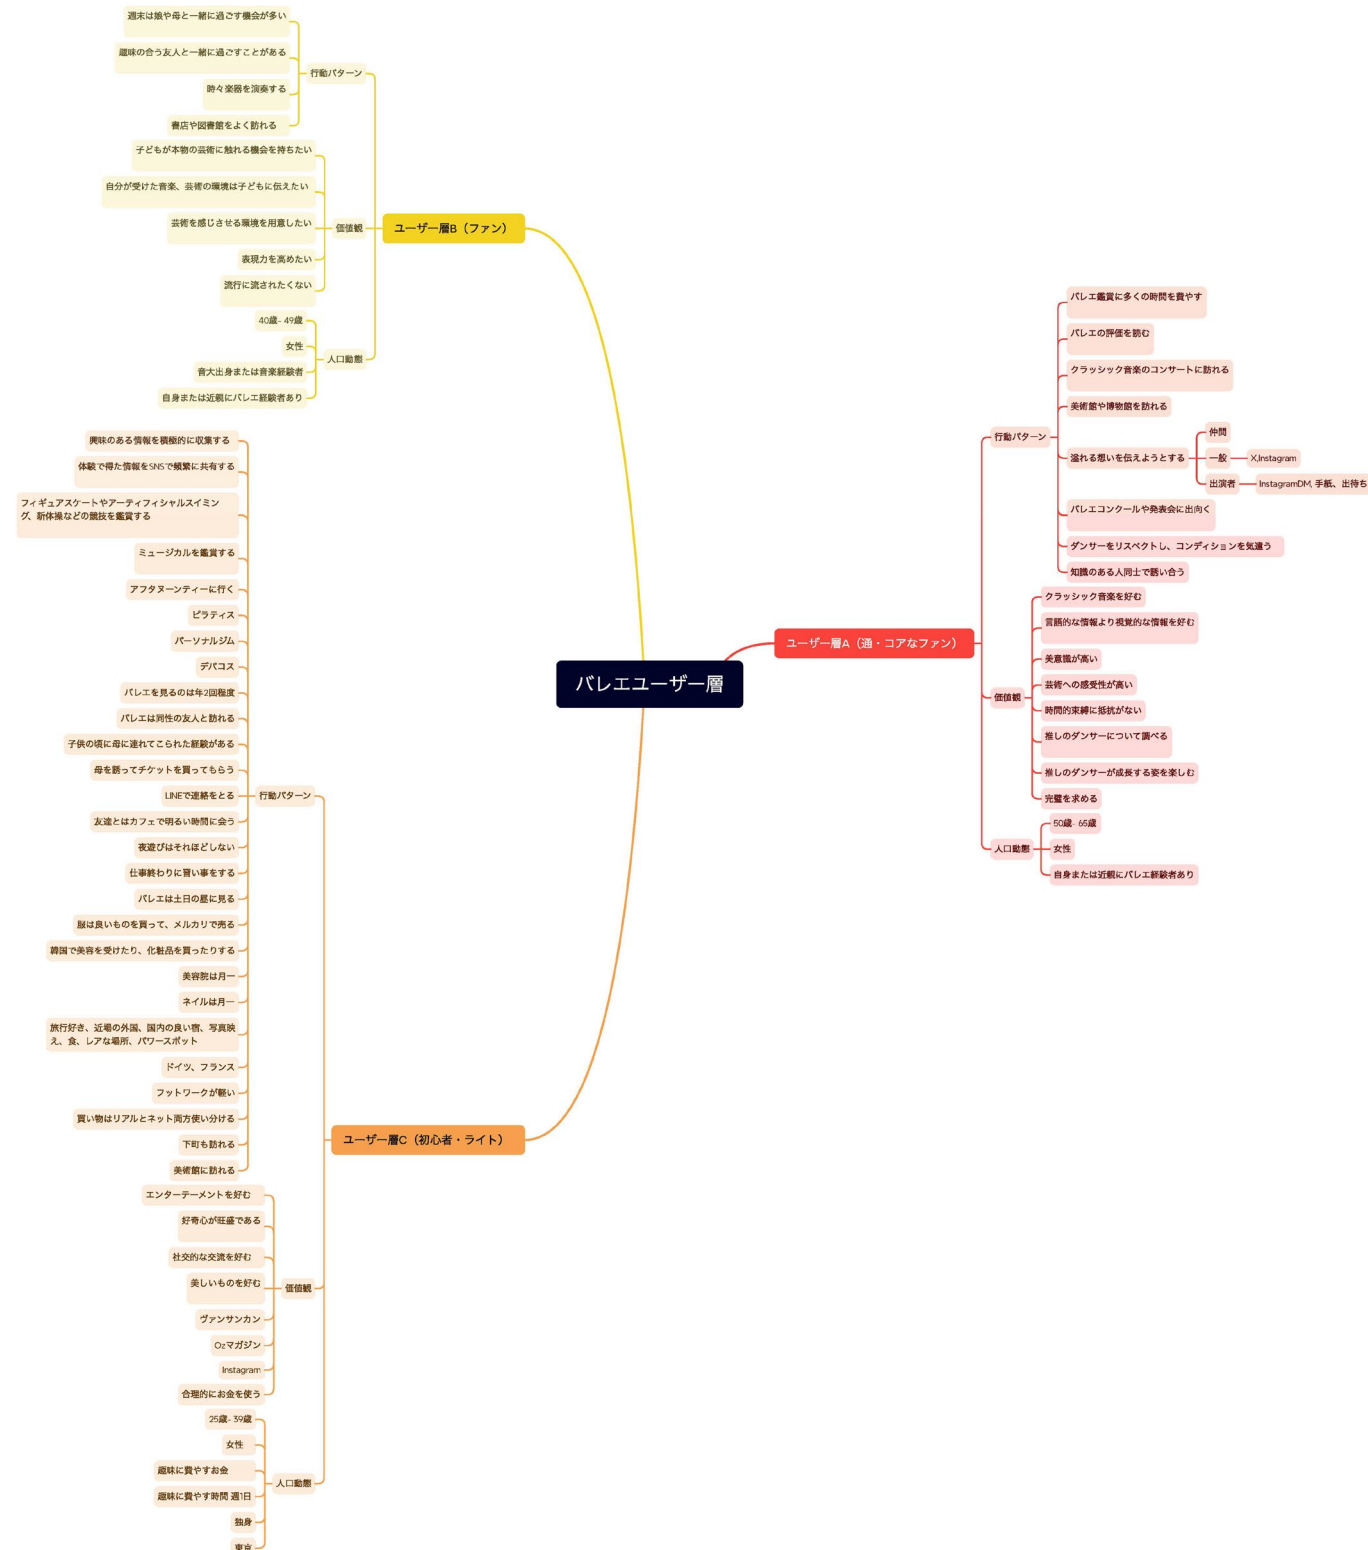 バレエユーザー層
ユーザー層A（通・コアなファン）
行動パターン
バレエ鑑賞に多くの時間を費やす
バレエの評価を読む
クラッシック音楽のコンサートに訪れる
美術館や博物館を訪れる
溢れる想いを伝えようとする
仲間
一般
X,Instagram
出演者
InstagramDM, 手紙、出待ち
バレエコンクールや発表会に出向く
ダンサーをリスペクトし、コンディションを気遣う
知識のある人同士で誘い合う
価値観
クラッシック音楽を好む
言語的な情報より視覚的な情報を好む
美意識が高い
芸術への感受性が高い
時間的束縛に抵抗がない
推しのダンサーについて調べる
推しのダンサーが成長する姿を楽しむ
完璧を求める
人口動態
50歳- 65歳
女性
自身または近親にバレエ経験者あり
ユーザー層B（ファン）
行動パターン
週末は娘や母と一緒に過ごす機会が多い
趣味の合う友人と一緒に過ごすことがある
時々楽器を演奏する
書店や図書館をよく訪れる
価値観
子どもが本物の芸術に触れる機会を持ちたい
自分が受けた音楽、芸術の環境は子どもに伝えたい
芸術を感じさせる環境を用意したい
表現力を高めたい
流行に流されたくない
人口動態
40歳- 49歳
女性
音大出身または音楽経験者
自身または近親にバレエ経験者あり
ユーザー層C（初心者・ライト）
行動パターン
興味のある情報を積極的に収集する
体験で得た情報をSNSで頻繁に共有する
フィギュアスケートやアーティフィシャルスイミン
グ、新体操などの競技を鑑賞する
ミュージカルを鑑賞する
アフタヌーンティーに行く
ピラティス
パーソナルジム
デパコス
バレエを見るのは年2回程度
バレエは同性の友人と訪れる
子供の頃に母に連れてこられた経験がある
母を誘ってチケットを買ってもらう
LINEで連絡をとる
友達とはカフェで明るい時間に会う
夜遊びはそれほどしない
仕事終わりに習い事をする
バレエは土日の昼に見る
服は良いものを買って、メルカリで売る
韓国で美容を受けたり、化粧品を買ったりする
美容院は月一
ネイルは月一
旅行好き、近場の外国、国内の良い宿、写真映
え、食、レアな場所、パワースポット
ドイツ、フランス
フットワークが軽い
買い物はリアルとネット両方使い分ける
下町も訪れる
美術館に訪れる
価値観
エンターテーメントを好む
好奇心が旺盛である
社交的な交流を好む
美しいものを好む
ヴァンサンカン
Ozマガジン
Instagram
合理的にお金を使う
人口動態
25歳- 39歳
女性
趣味に費やすお金
趣味に費やす時間 週1日
独身
東京